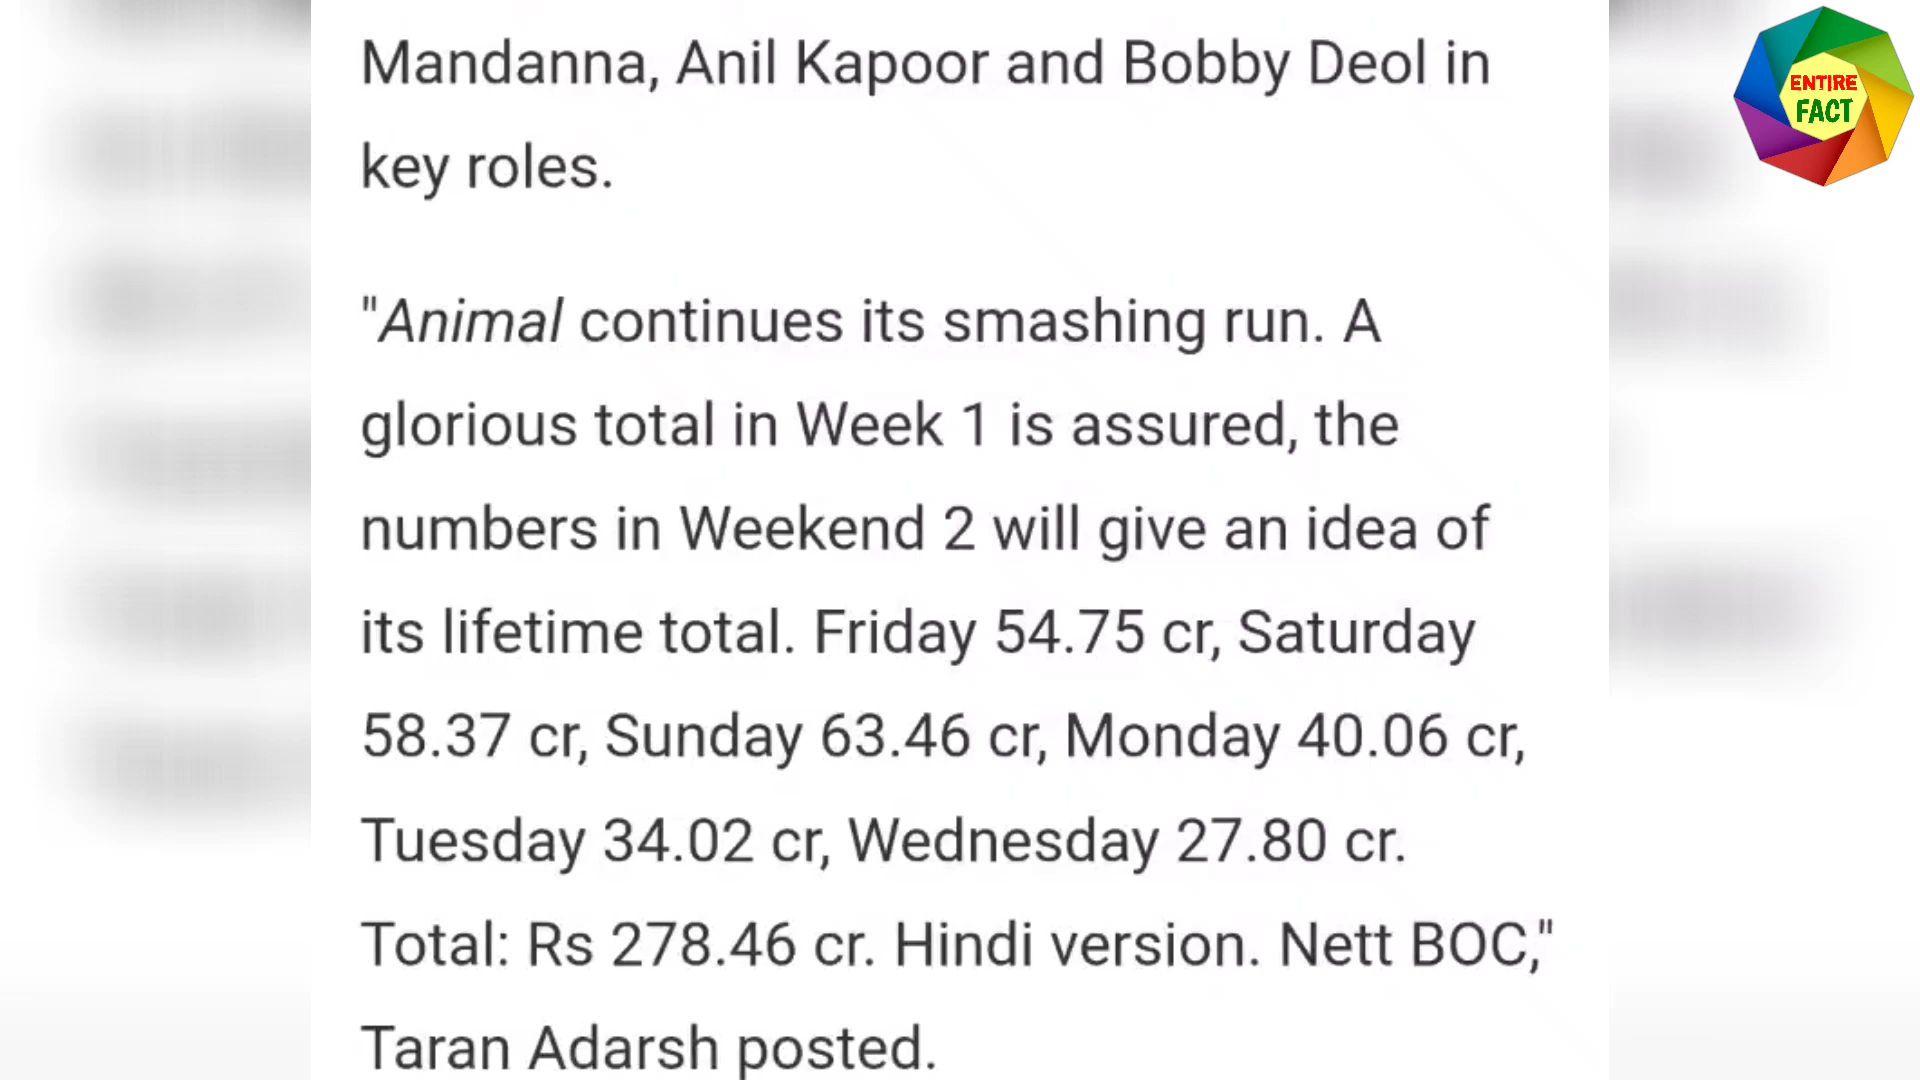 Mandanna, Anil Kapoor and Bobby Deol in
key roles.
"Animal continues its smashing run. A
glorious total in Week 1 is assured, the
numbers in Weekend 2 will give an idea of
its lifetime total. Friday 54.75 cr, Saturday
58.37 cr, Sunday 63.46 cr, Monday 40.06 cr,
Tuesday 34.02 cr, Wednesday 27.80 cr.
Total: Rs 278.46 cr. Hindi version. Nett BOC,"
Taran Adarsh posted.
ENTIRE
FACT